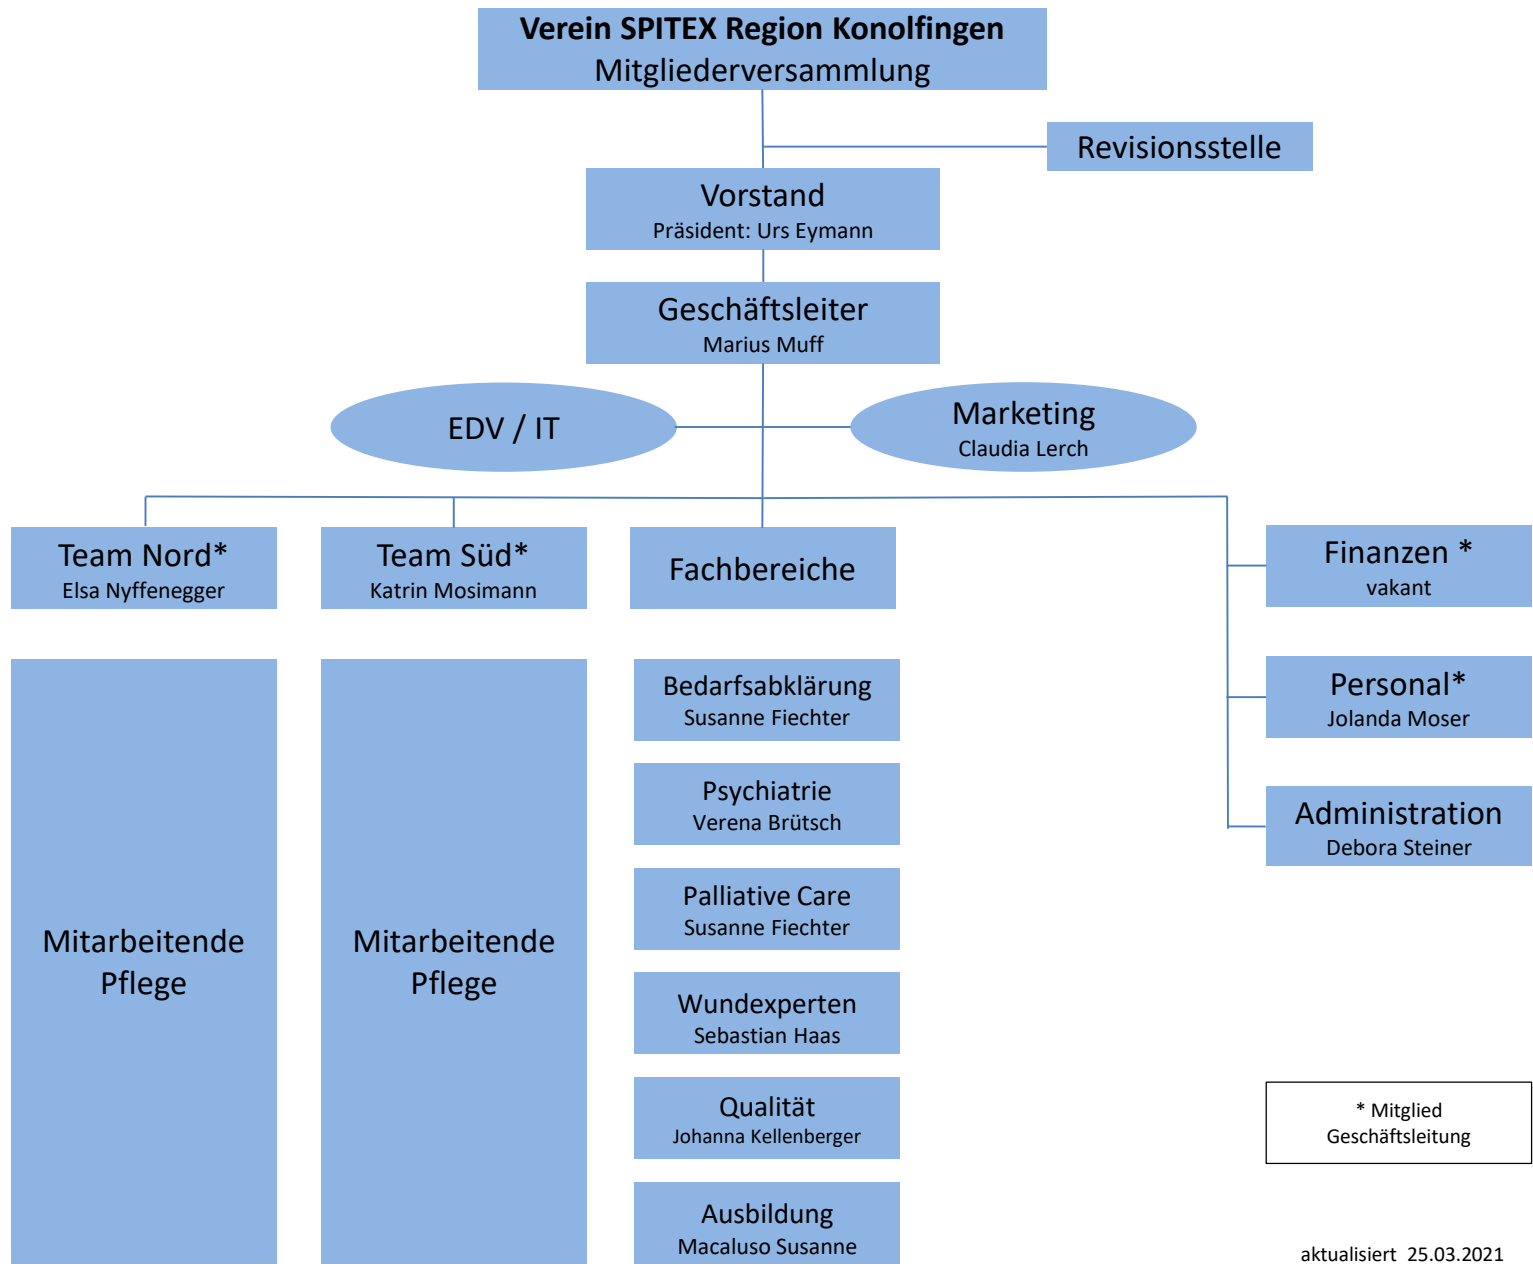 Verein SPITEX Region Konolfingen
Mitgliederversammlung
Revisionsstelle
Vorstand
Präsident: Urs Eymann
Geschäftsleiter
Marius Muff
EDV / IT
Marketing
Claudia Lerch
Team Nord*
Elsa Nyffenegger
Team Süd*
Katrin Mosimann
Fachbereiche
Finanzen *
vakant
Mitarbeitende
Pflege
Mitarbeitende
Pflege
Bedarfsabklärung
Susanne Fiechter
Psychiatrie
Verena Brütsch
Palliative Care
Susanne Fiechter
Wundexperten
Sebastian Haas
Qualität
Johanna Kellenberger
Ausbildung
Macaluso Susanne
Personal*
Jolanda Moser
Administration
Debora Steiner
* Mitglied
Geschäftsleitung
aktualisiert 25.03.2021